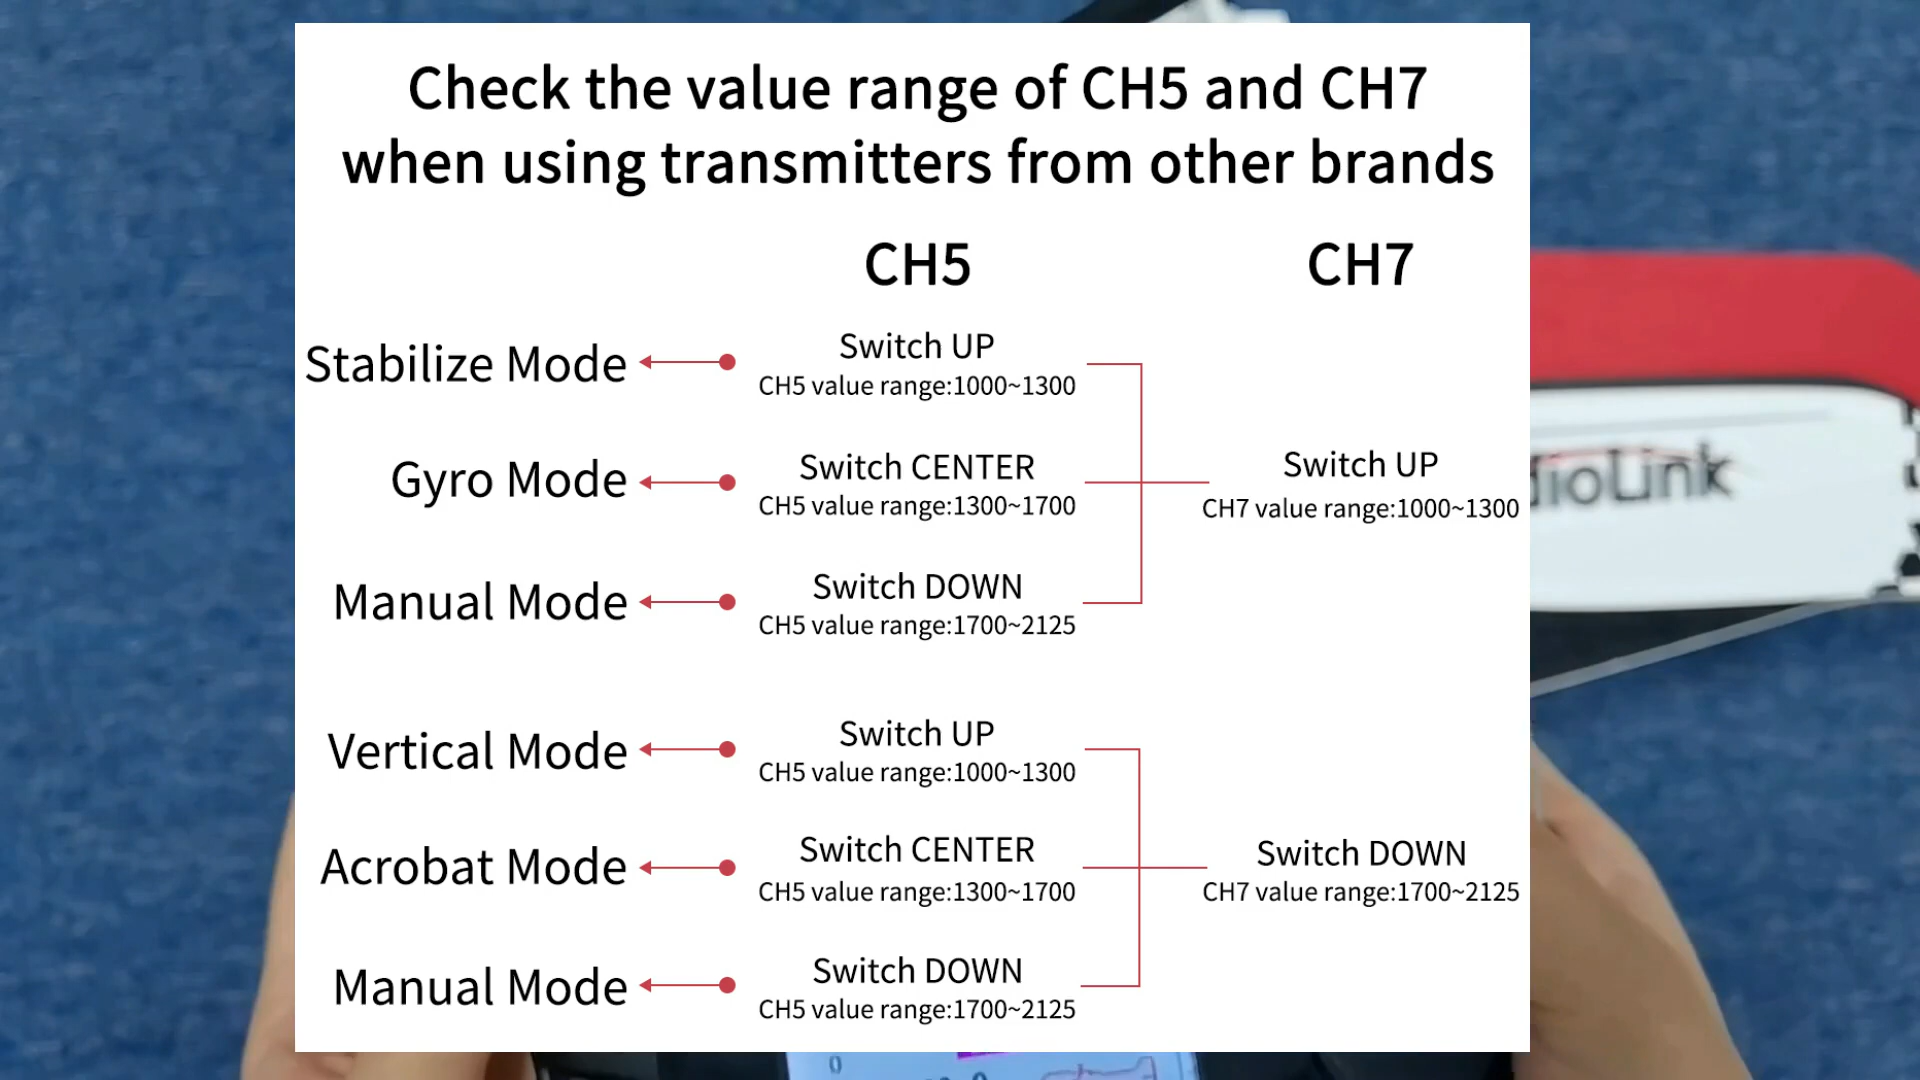 Check the value range of CH5 and CH7
when using transmitters from other brands
CH5 CH7
Stabilize Mode
Switch UP
CH5 value range:1000~1300
Gyro Mode
Switch CENTER
CH5 value range:1300~1700
Switch UP
CH7 value range:1000~1300
Manual Mode
Switch DOWN
CH5 value range:1700~2125
Vertical Mode
Switch UP
CH5 value range:1000~1300
Acrobat Mode
Switch CENTER
CH5 value range:1300~1700
Switch DOWN
CH7 value range:1700~2125
Manual Mode
Switch DOWN
CH5 value range:1700~2125
dioLink
0